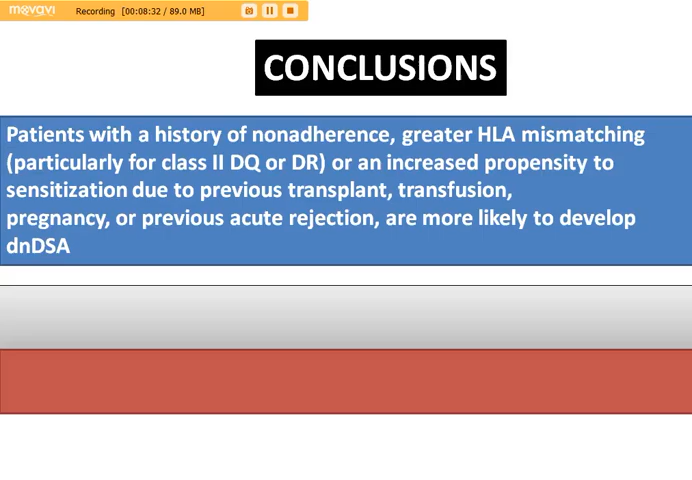 movavi Recording [00:08:32 / 89.0 MB]
CONCLUSIONS
Patients with a history of nonadherence, greater HLA mismatching
(particularly for class II DQ or DR) or an increased propensity to
sensitization due to previous transplant, transfusion,
pregnancy, or previous acute rejection, are more likely to develop
dnDSA